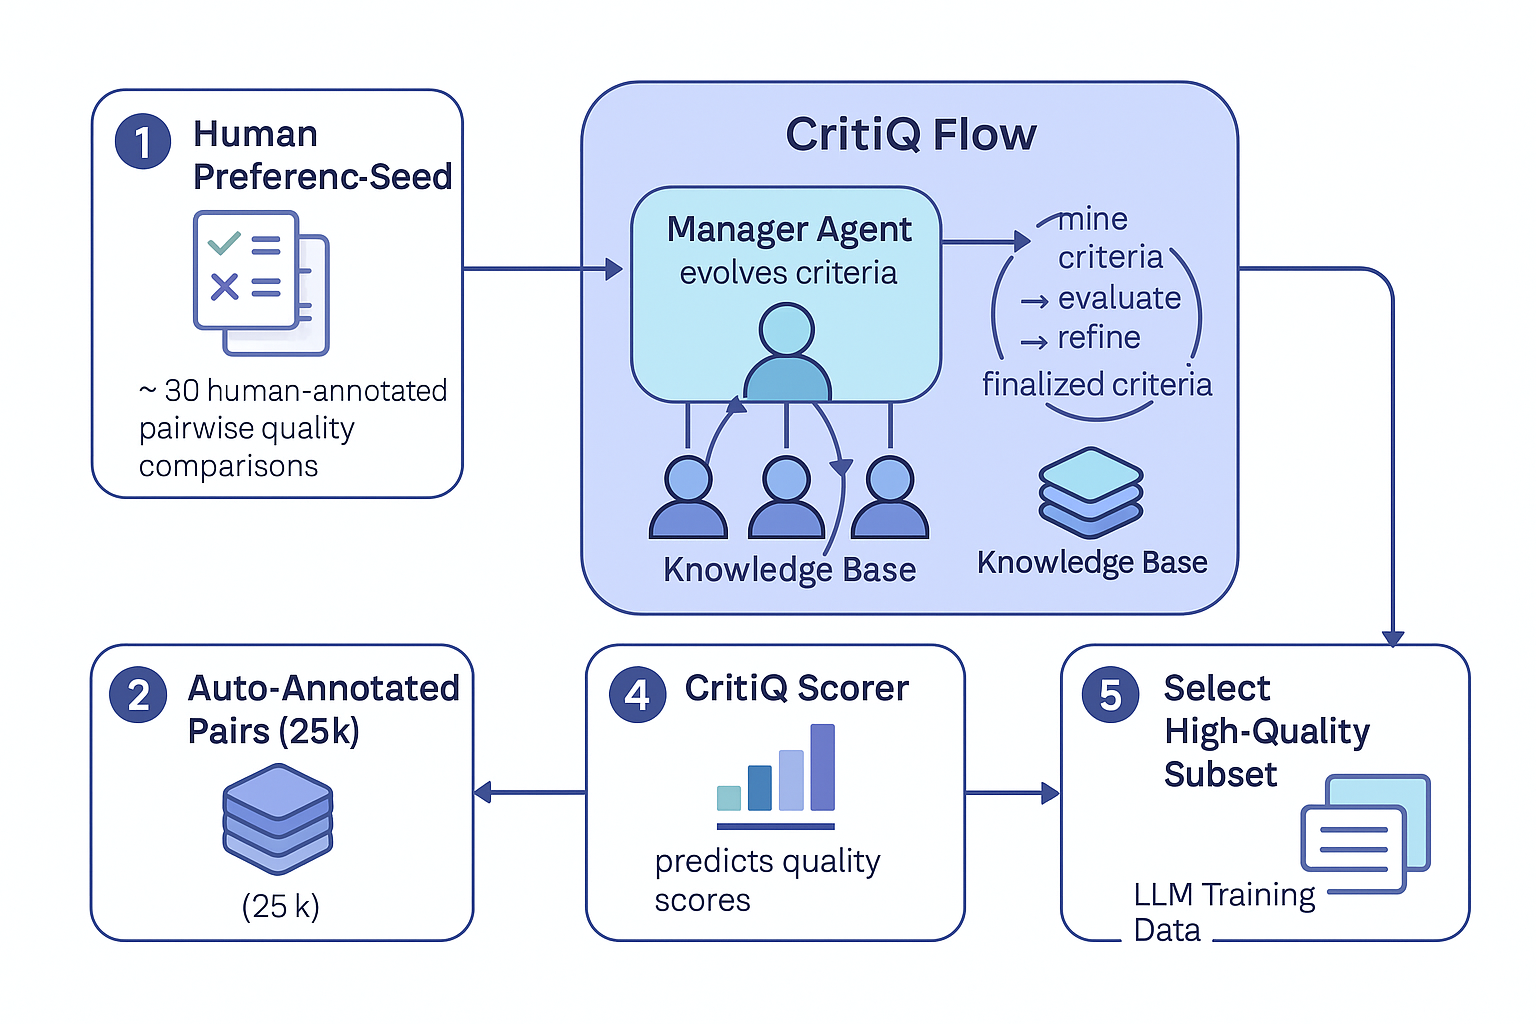 1
Human
Preferenc-Seed
~ 30 human-annotated
pairwise quality
comparisons
CritiQ Flow
Manager Agent
evolves criteria
Knowledge Base
mine
criteria
→ evaluate
→ refine
finalized criteria
Knowledge Base
2
Auto-Annotated
Pairs (25k)
(25 k)
4
CritiQ Scorer
predicts quality
scores
5
Select
High-Quality
Subset
LLM Training
Data